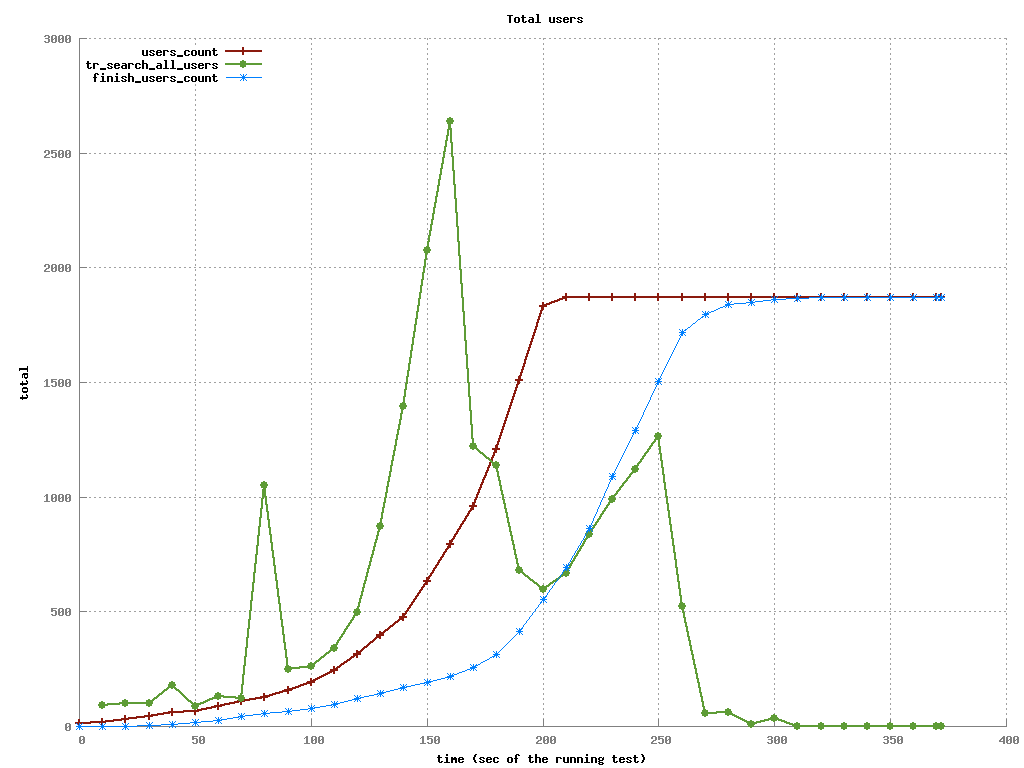 Total users
users_count
tr_search_all_users
finish_users_count
3000
2500
2000
1500
1000
500
0
total
0 50 100 150 200 250 300 350 400
time (sec of the running test)